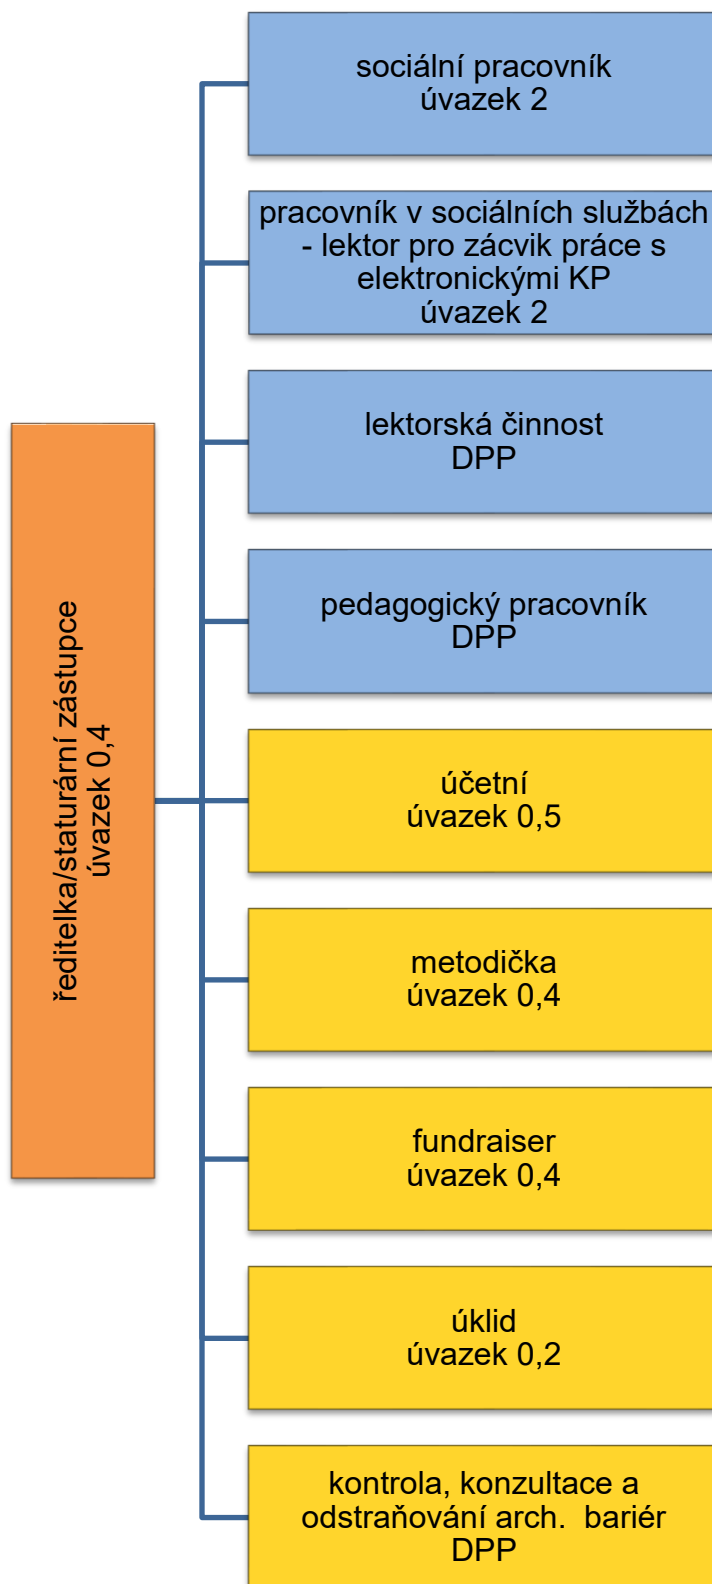 sociální pracovník
úvazek 2
pracovník v sociálních službách
- lektor pro zácvik práce s
elektronickými KP
úvazek 2
lektorská činnost
DPP
pedagogický pracovník
DPP
ředitelka/staturární zástupce
úvazek 0,4
účetní
úvazek 0,5
metodička
úvazek 0,4
fundraiser
úvazek 0,4
úklid
úvazek 0,2
kontrola, konzultace a
odstraňování arch.  bariér
DPP